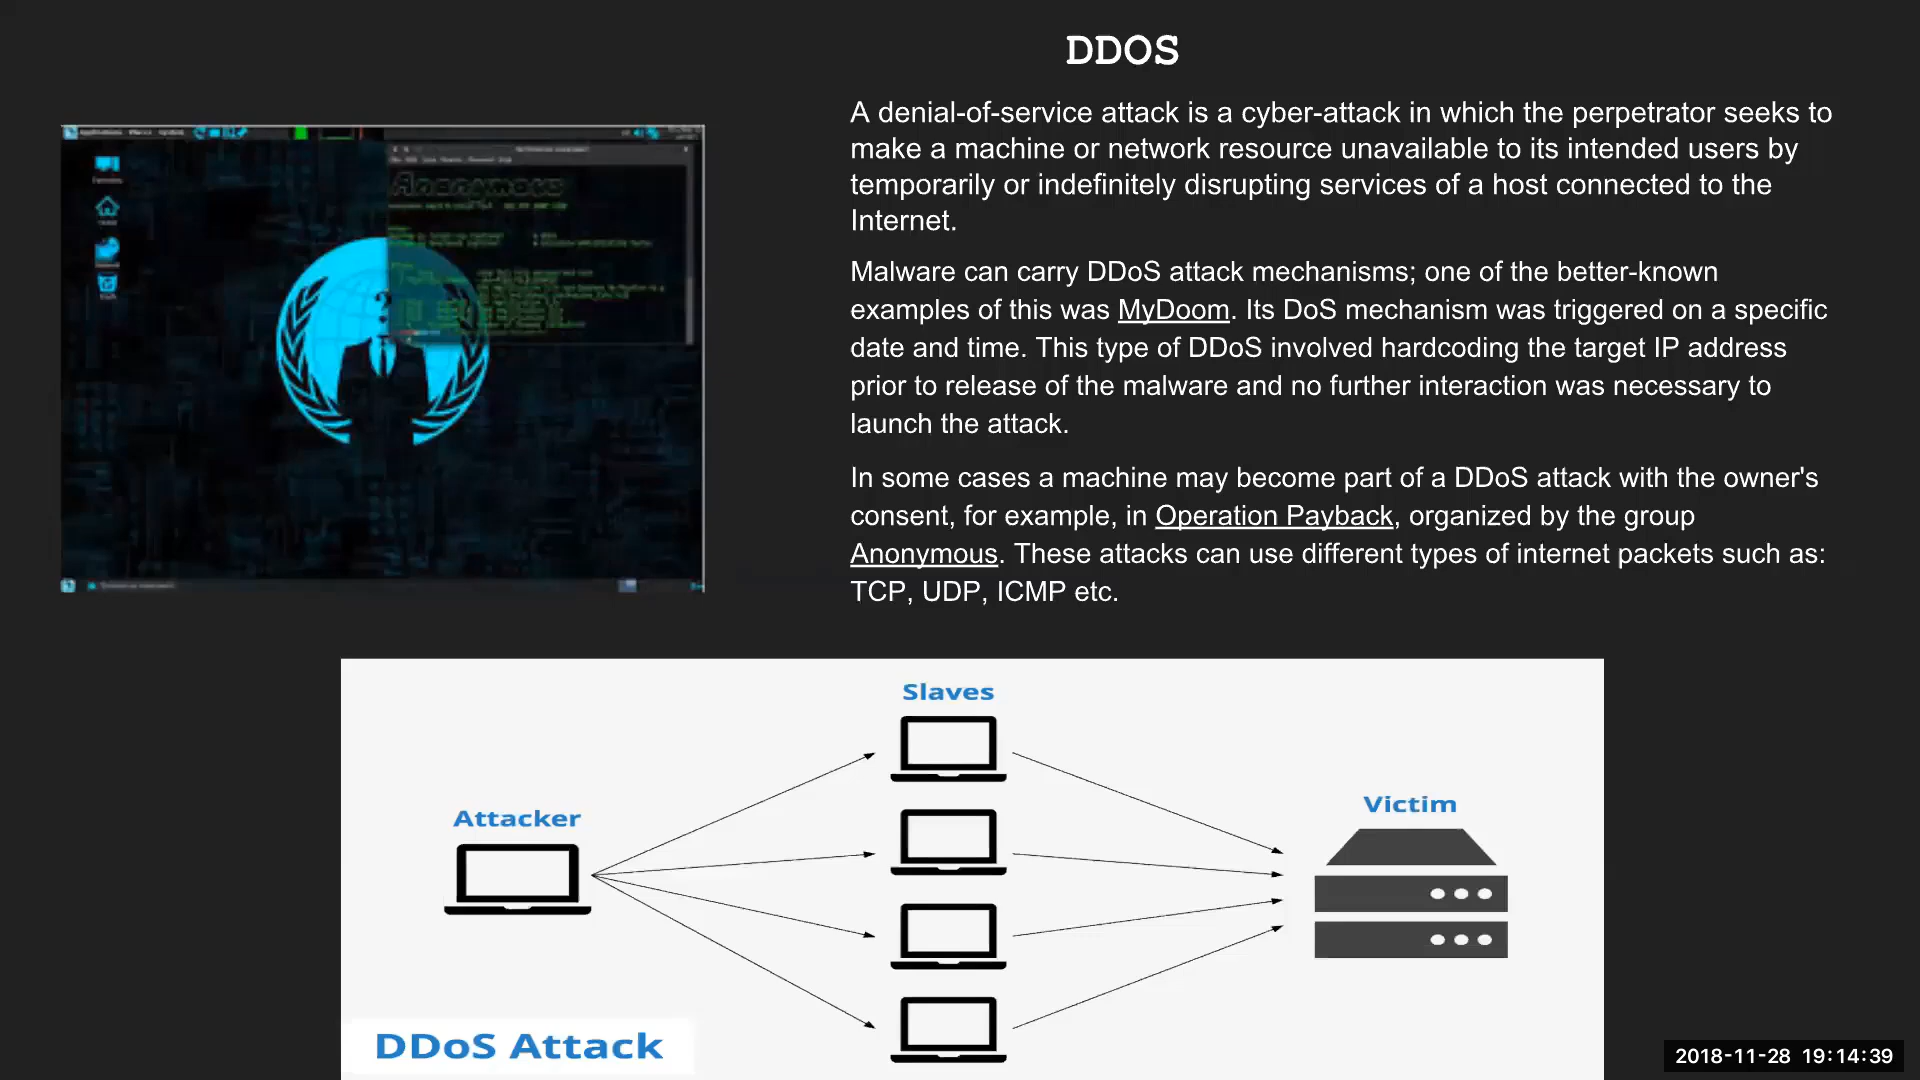 DDOS
A denial-of-service attack is a cyber-attack in which the perpetrator seeks to
make a machine or network resource unavailable to its intended users by
temporarily or indefinitely disrupting services of a host connected to the
Internet.
Malware can carry DDoS attack mechanisms; one of the better-known
examples of this was MyDoom. Its DoS mechanism was triggered on a specific
date and time. This type of DDoS involved hardcoding the target IP address
prior to release of the malware and no further interaction was necessary to
launch the attack.
In some cases a machine may become part of a DDoS attack with the owner's
consent, for example, in Operation Payback, organized by the group
Anonymous. These attacks can use different types of internet packets such as:
TCP, UDP, ICMP etc.
Anonymous
Slaves
Attacker
Victim
DDoS Attack
2018-11-28 19:14:39